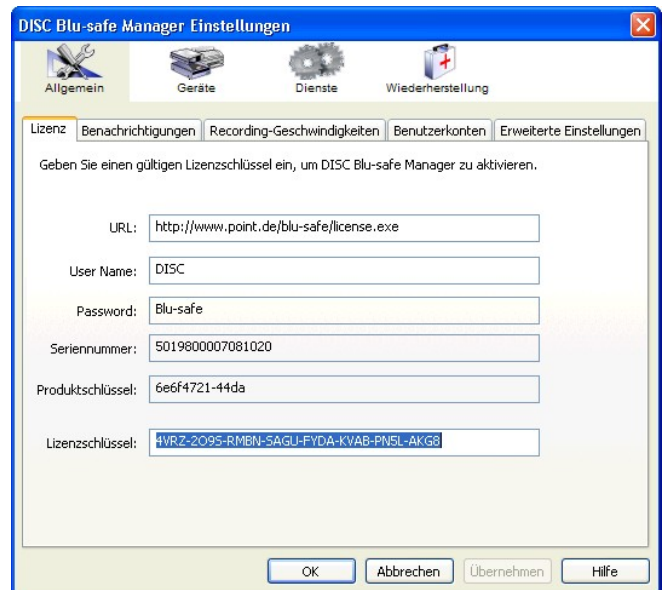 DISC Blu-safe Manager Einstellungen
Allgemein Geräte Dienste Wiederherstellung
Lizenz Benachrichtigungen Recording-Geschwindigkeiten Benutzerkonten Erweiterte Einstellungen
Geben Sie einen gültigen Lizenzschlüssel ein, um DISC Blu-safe Manager zu aktivieren.
URL: http://www.point.de/blu-safe/license.exe
User Name: DISC
Password: Blu-safe
Seriennummer: 5019800007081020
Produktschlüssel: 6e6f4721-44da
Lizenzschlüssel: 4VRZ-2O9S-RMBN-SAGU-FYDA-KVAB-PN5L-AKG8
OK Abbrechen Übernehmen Hilfe